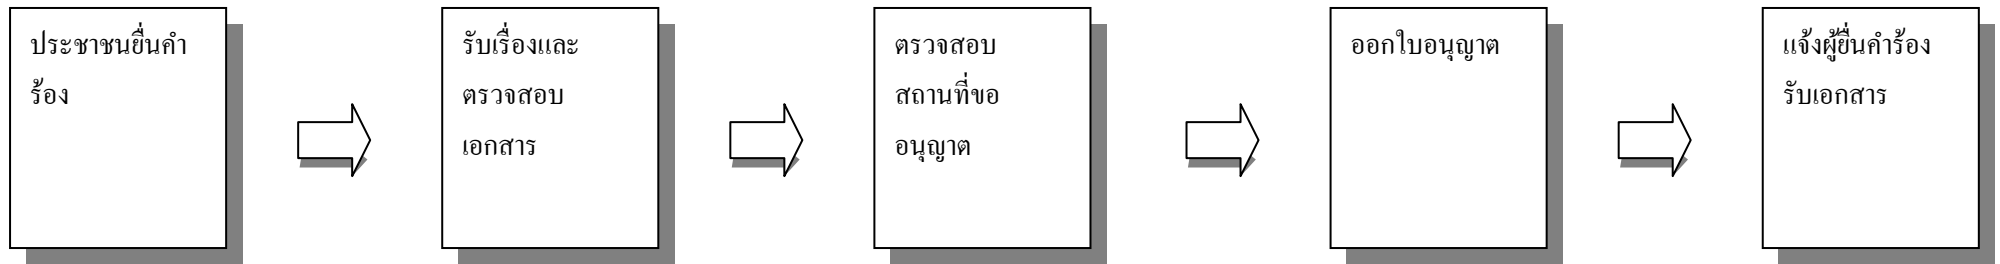 ประชาชนยื่นคำ
ร้อง
รับเรื่องและ
ตรวจสอบ
เอกสาร
ตรวจสอบ
สถานที่ขอ
อนุญาต
ออกใบอนุญาต
แจ้งผู้ยื่นคำร้อง
รับเอกสาร